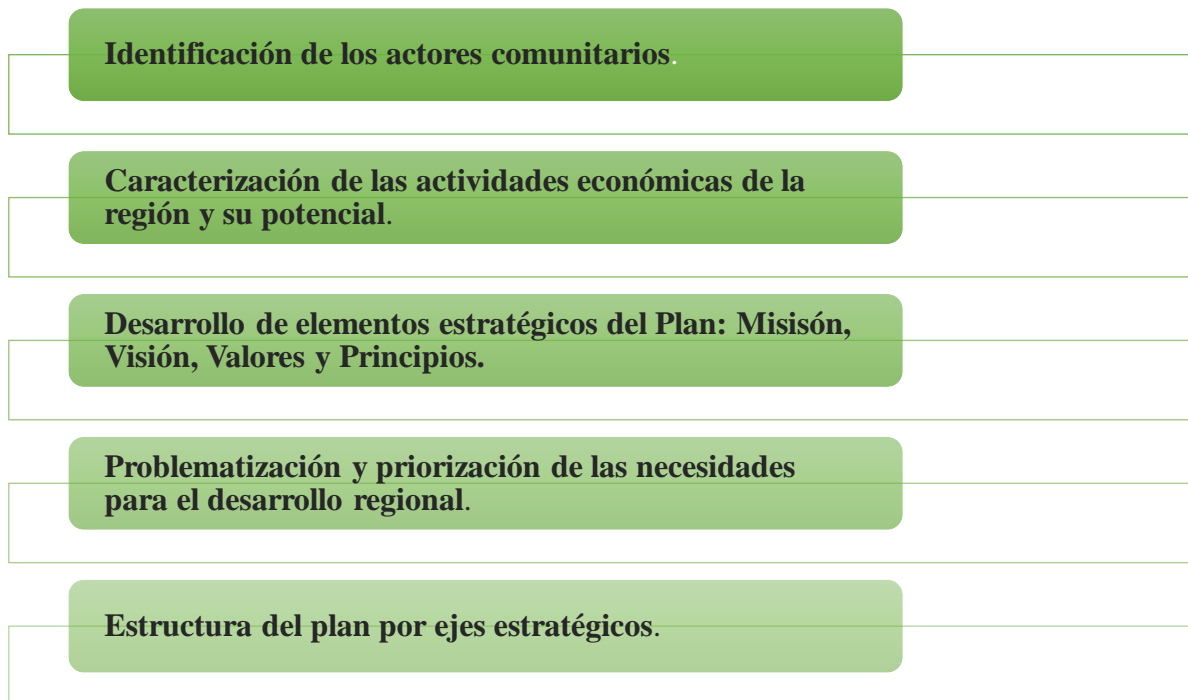 Identificación de los actores comunitarios.
Caracterización de las actividades económicas de la
región y su potencial.
Desarrollo de elementos estratégicos del Plan: Misisón,
Visión, Valores y Principios.
Problematización y priorización de las necesidades
para el desarrollo regional.
Estructura del plan por ejes estratégicos.